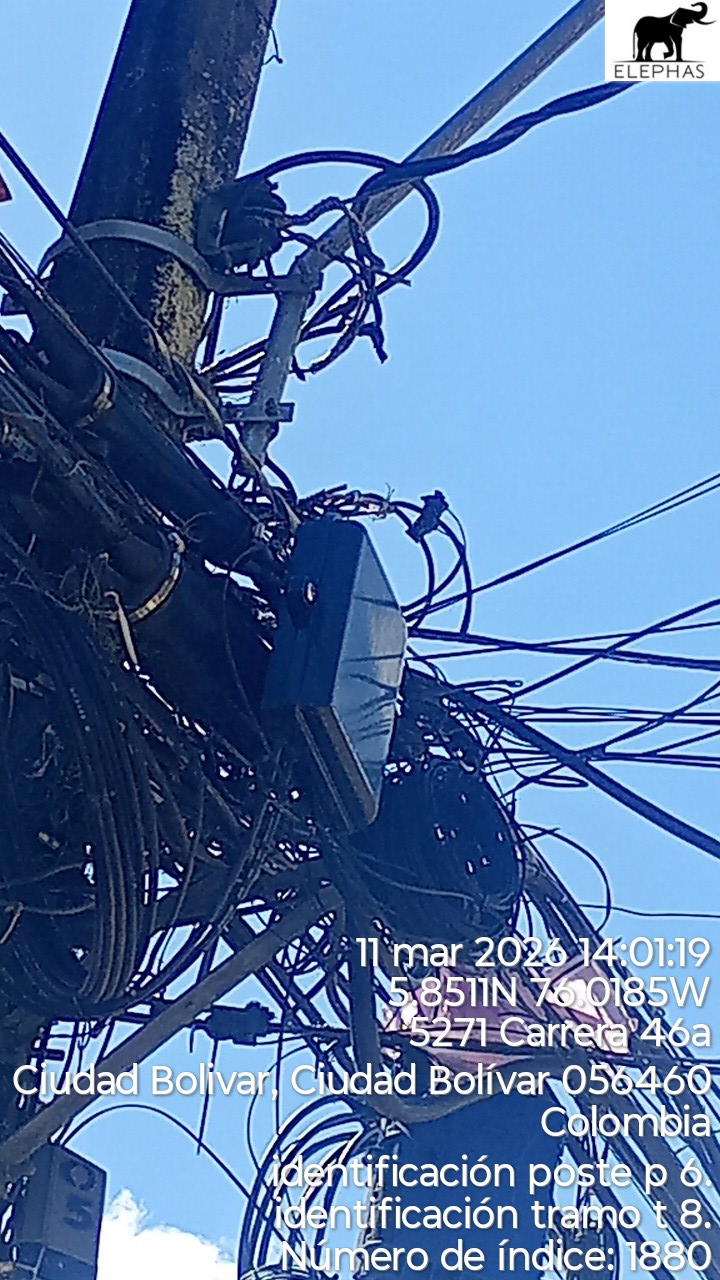 ELEPHAS
11 mar 2026 14:01:19
5.8511N 76.0185W
5271 Carrera 46a
Ciudad Bolivar, Ciudad Bolívar 056460
Colombia
identificación poste p 6.
identificación tramo t 8.
Número de índice: 1880